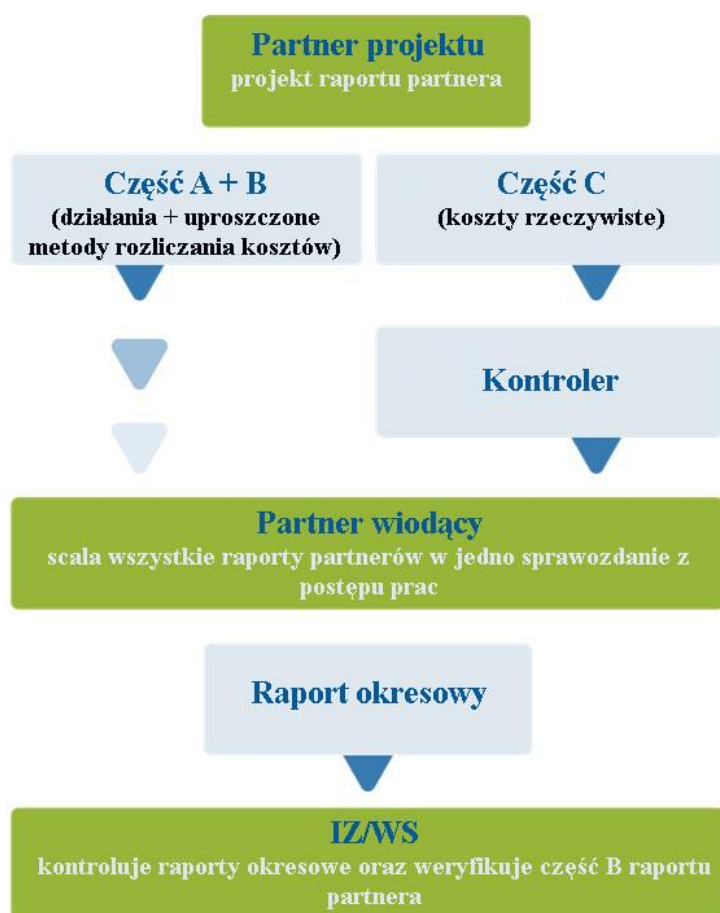 Partner projektu
projekt raportu partnera
Część A + B
(działania + uproszczone
metody rozliczania kosztów)
Część C
(koszty rzeczywiste)
Kontroler
Partner wiodący
scala wszystkie raporty partnerów w jedno sprawozdanie z
postępu prac
Raport okresowy
IZ/WS
kontroluje raporty okresowe oraz weryfikuje część B raportu
partnera